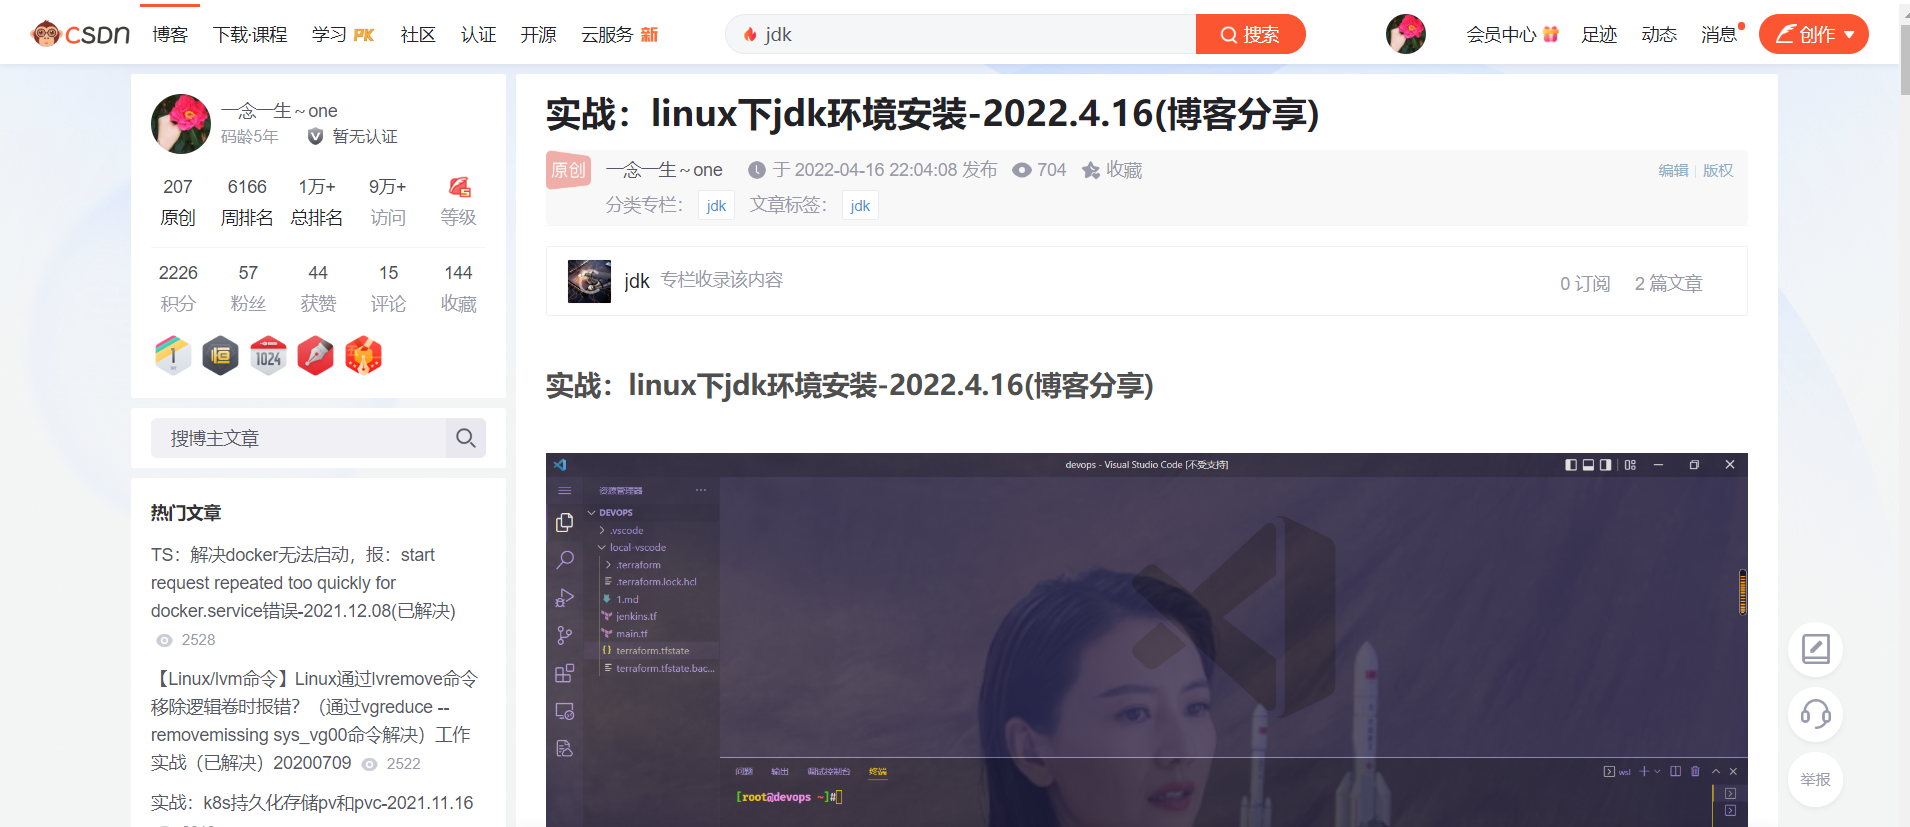 CSDN 博客 下载·课程 学习 PK 社区 认证 开源 云服务 新 jdk 搜索 会员中心 足迹 动态 消息 创作
一念一生~one
码龄5年 暂无认证
207 6166 1万+ 9万+
原创 周排名 总排名 访问 等级
2226 57 44 15 144
积分 粉丝 获赞 评论 收藏
1024
搜博主文章
热门文章
TS：解决docker无法启动，报：start
request repeated too quickly for
docker.service错误-2021.12.08(已解决)
2528
【Linux/lvm命令】Linux通过lvremove命令
移除逻辑卷时报错？（通过vgreduce --
removemissing sys_vg00命令解决）工作
实战（已解决）20200709 2522
实战：k8s持久化存储pv和pvc-2021.11.16
实战：linux下jdk环境安装-2022.4.16(博客分享)
原创 一念一生~one 于 2022-04-16 22:04:08 发布 704 收藏 编辑 版权
分类专栏： jdk 文章标签： jdk
jdk 专栏收录该内容 0 订阅 2 篇文章
实战：linux下jdk环境安装-2022.4.16(博客分享)
devops - Visual Studio Code [不受支持]
资源管理器
DEVOPS
.vscode
local-vscode
.terraform
.terraform.lock.hcl
1.md
jenkins.tf
main.tf
terraform.tfstate
terraform.tfstate.bac...
问题 输出 调试控制台 终端 wsl
[root@devops ~]#
举报